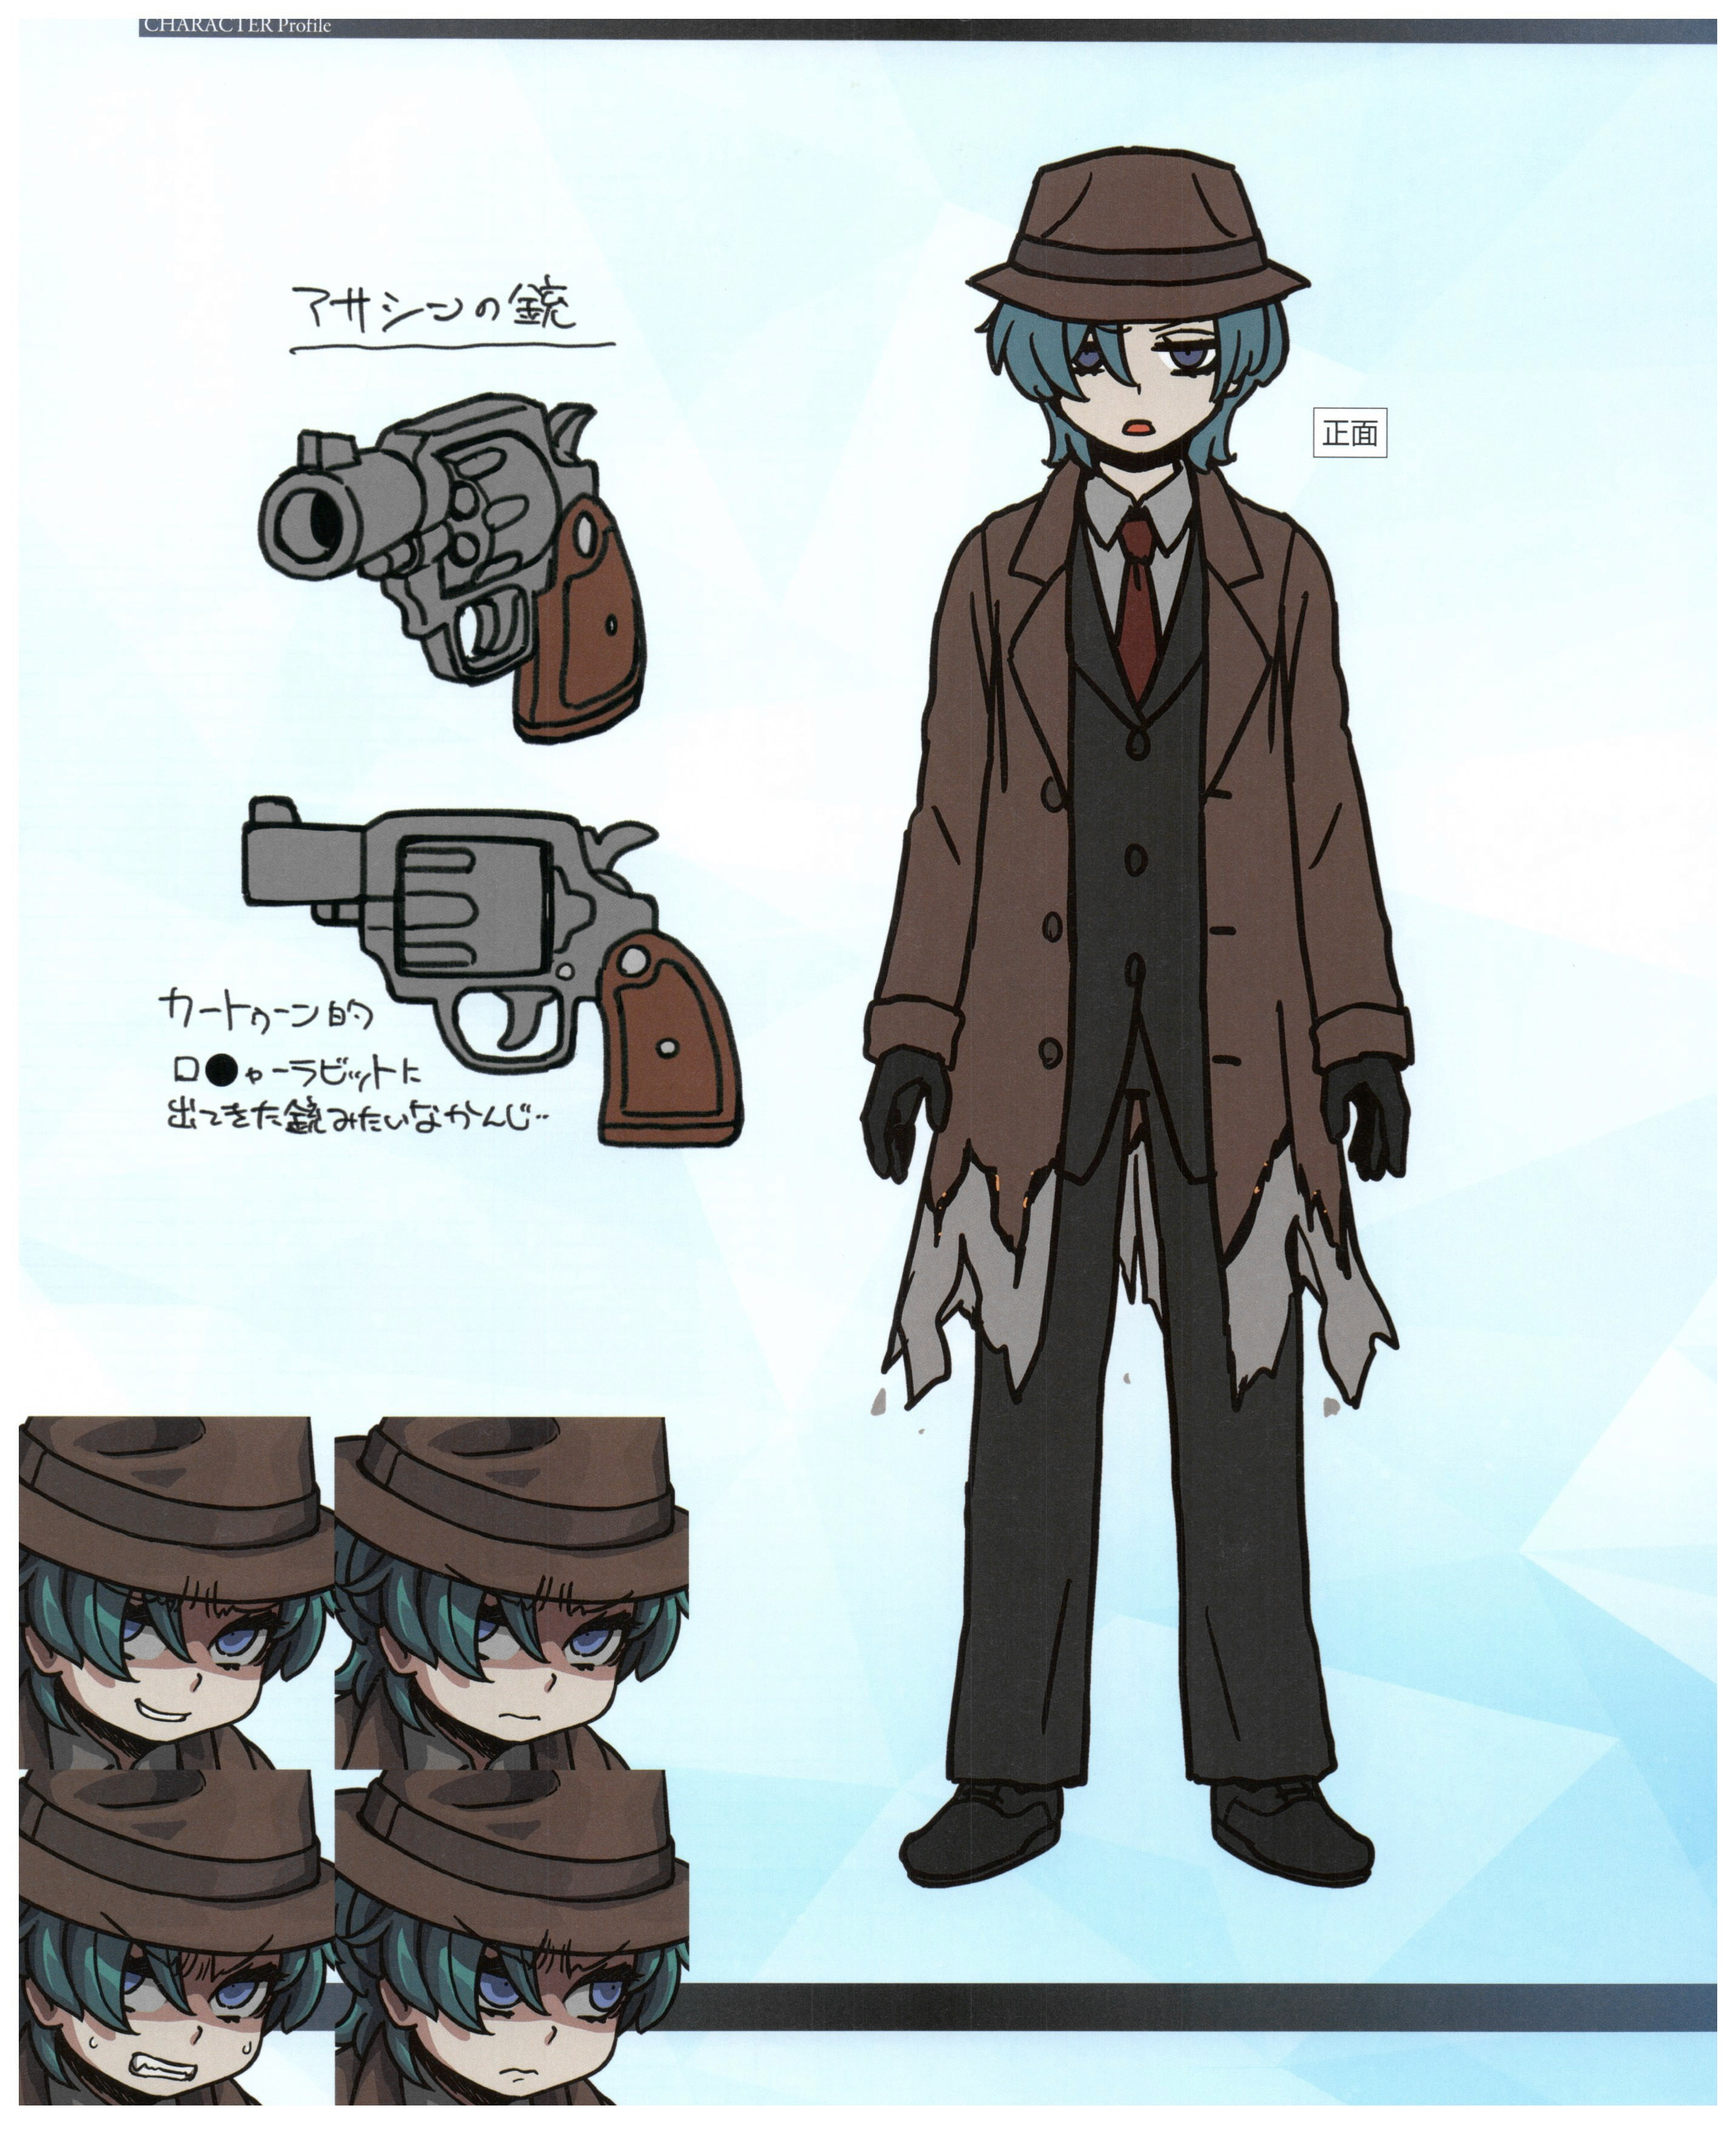 CHARACTER Profile
アサシンの銃
正面
カートゥーン的
ロ●ャーラビットに
出てきた銃みたいなかんじ‥